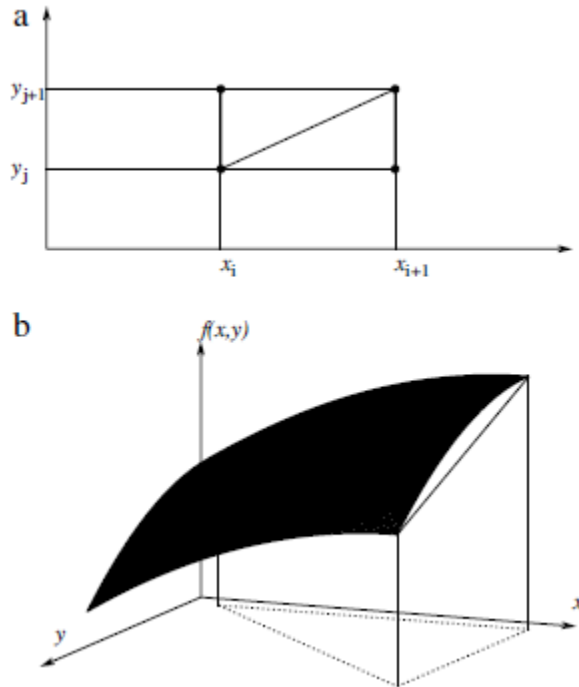 a
y_{j+1}
y_j
x_i
x_{i+1}
b
f(x,y)
x
y